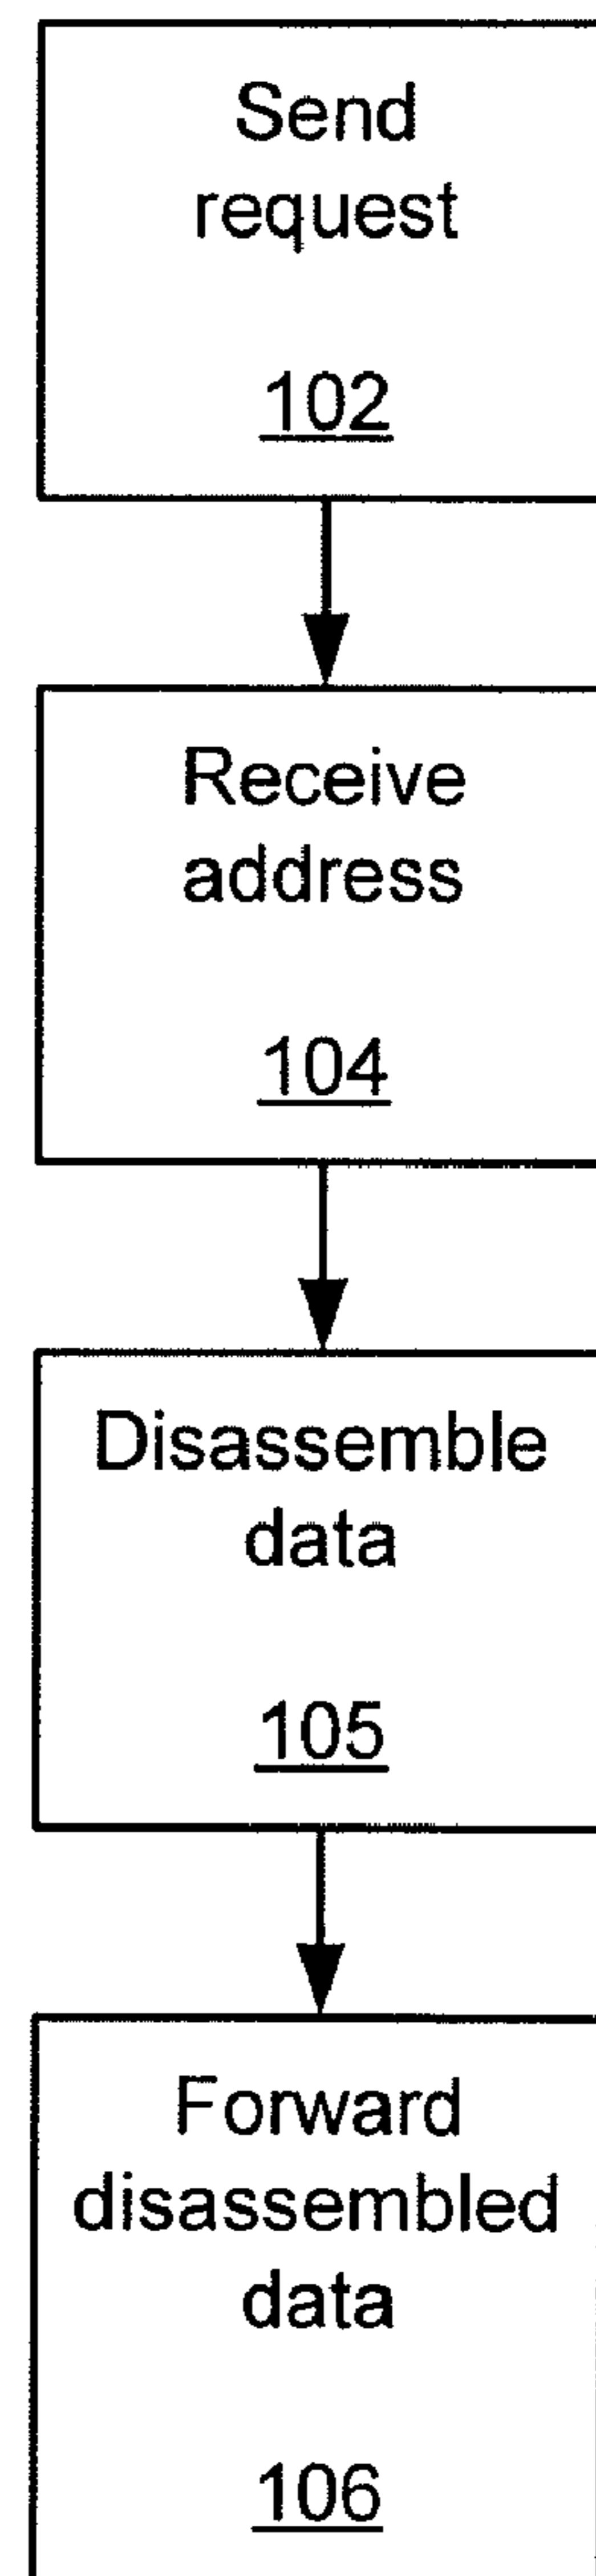 Send
request
102
Receive
address
104
Disassemble
data
105
Forward
disassembled
data
106